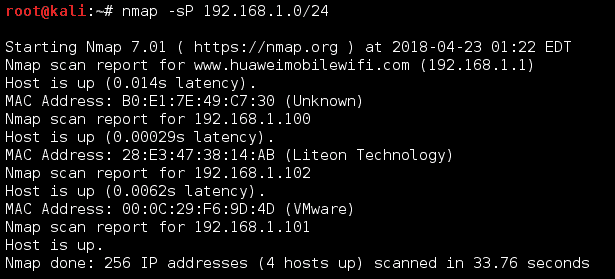 root@kali:~# nmap -sP 192.168.1.0/24
Starting Nmap 7.01 ( https://nmap.org ) at 2018-04-23 01:22 EDT
Nmap scan report for www.huaweimobilewifi.com (192.168.1.1)
Host is up (0.014s latency).
MAC Address: B0:E1:7E:49:C7:30 (Unknown)
Nmap scan report for 192.168.1.100
Host is up (0.00029s latency).
MAC Address: 28:E3:47:38:14:AB (Liteon Technology)
Nmap scan report for 192.168.1.102
Host is up (0.0062s latency).
MAC Address: 00:0C:29:F6:9D:4D (VMware)
Nmap scan report for 192.168.1.101
Host is up.
Nmap done: 256 IP addresses (4 hosts up) scanned in 33.76 seconds